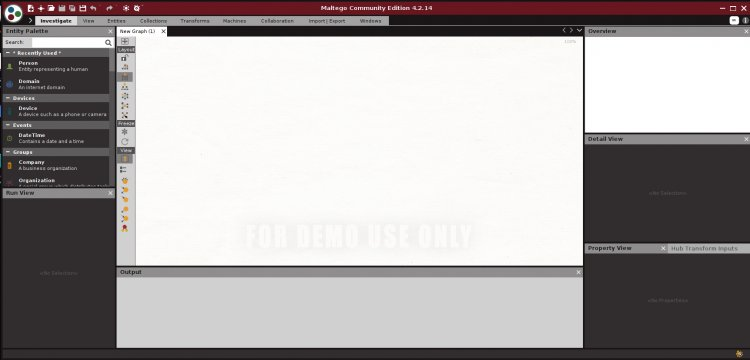 Maltego Community Edition 4.2.14
Investigate View Entities Collections Transforms Machines Collaboration Import | Export Windows
Entity Palette
New Graph (1)
Overview
Search:
Layout
100%
* Recently Used *
Person
Entity representing a human
Domain
An internet domain
Devices
Device
A device such as a phone or camera
Freeze
Events
DateTime
Contains a date and a time
Detail View
Groups
View
Company
A business organization
Organization
Run View
<No Selection>
FOR DEMO USE ONLY
Property View Hub Transform Inputs
<No Selection>
Output
<No Properties>